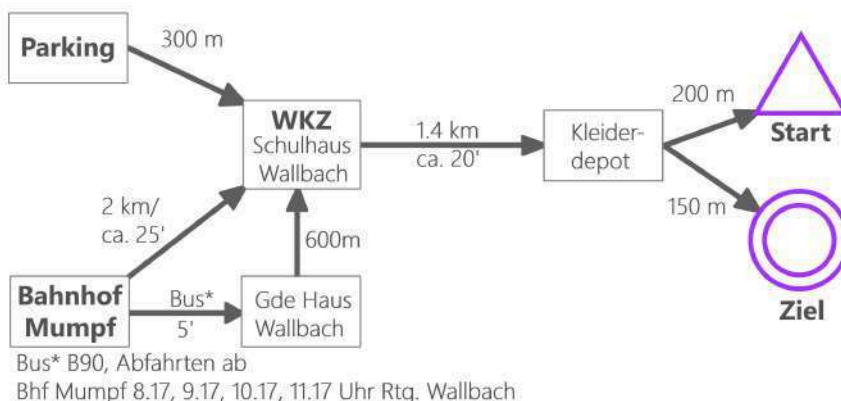 Parking
300 m
WKZ
Schulhaus
Wallbach
1.4 km
ca. 20'
Kleider-
depot
200 m
Start
150 m
Ziel
2 km/
ca. 25'
600m
Bahnhof
Mumpf
Bus*
5'
Gde Haus
Wallbach
Bus* B90, Abfahrten ab
Bhf Mumpf 8.17, 9.17, 10.17, 11.17 Uhr Rtg. Wallbach